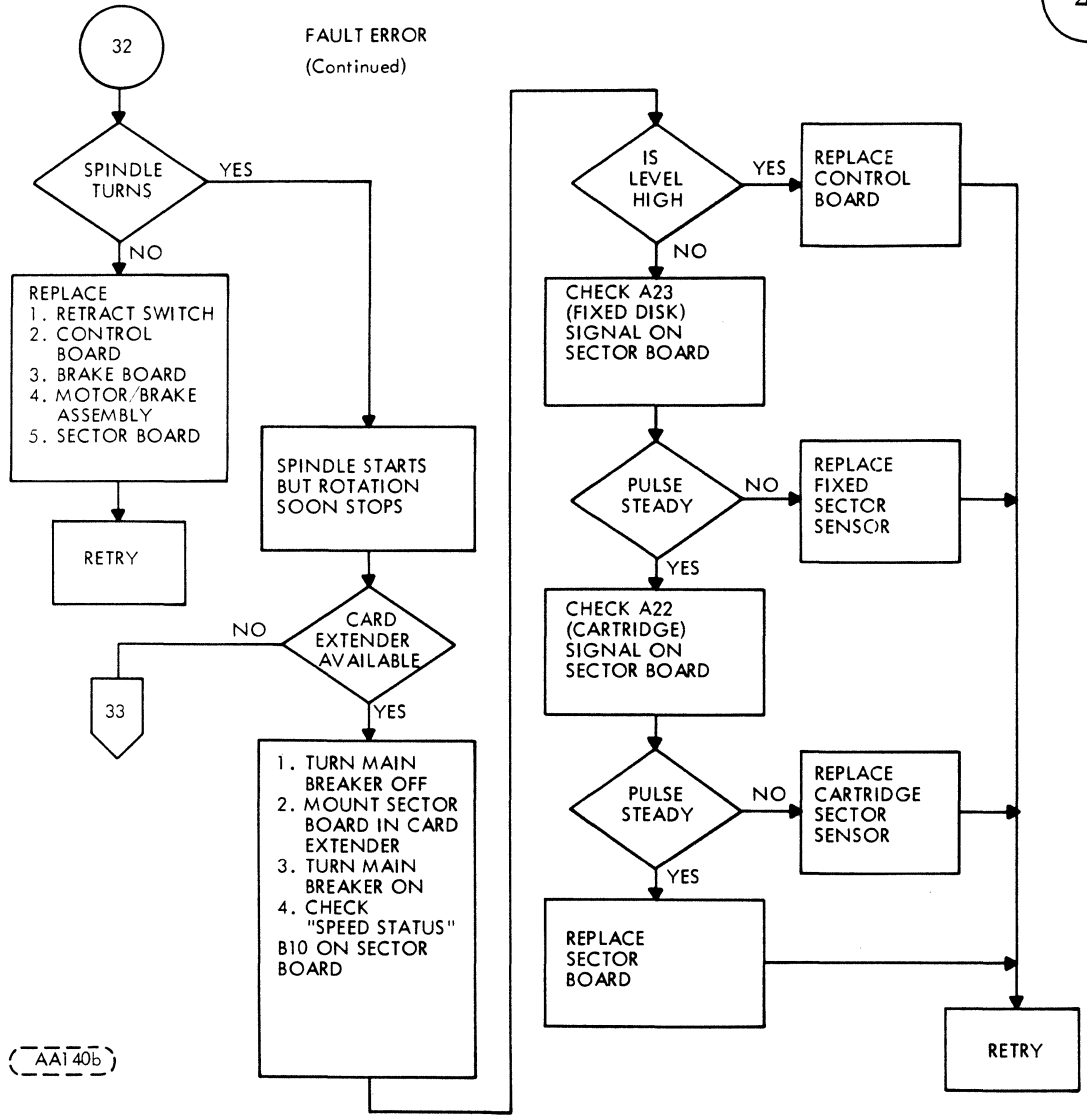 32
FAULT ERROR
(Continued)
2
SPINDLE
TURNS
YES
NO
REPLACE
1. RETRACT SWITCH
2. CONTROL
BOARD
3. BRAKE BOARD
4. MOTOR/BRAKE
ASSEMBLY
5. SECTOR BOARD
RETRY
SPINDLE STARTS
BUT ROTATION
SOON STOPS
CARD
EXTENDER
AVAILABLE
NO
33
YES
1. TURN MAIN
BREAKER OFF
2. MOUNT SECTOR
BOARD IN CARD
EXTENDER
3. TURN MAIN
BREAKER ON
4. CHECK
"SPEED STATUS"
B10 ON SECTOR
BOARD
IS
LEVEL
HIGH
YES
REPLACE
CONTROL
BOARD
NO
CHECK A23
(FIXED DISK)
SIGNAL ON
SECTOR BOARD
PULSE
STEADY
NO
REPLACE
FIXED
SECTOR
SENSOR
YES
CHECK A22
(CARTRIDGE)
SIGNAL ON
SECTOR BOARD
PULSE
STEADY
NO
REPLACE
CARTRIDGE
SECTOR
SENSOR
YES
REPLACE
SECTOR
BOARD
RETRY
AA140b